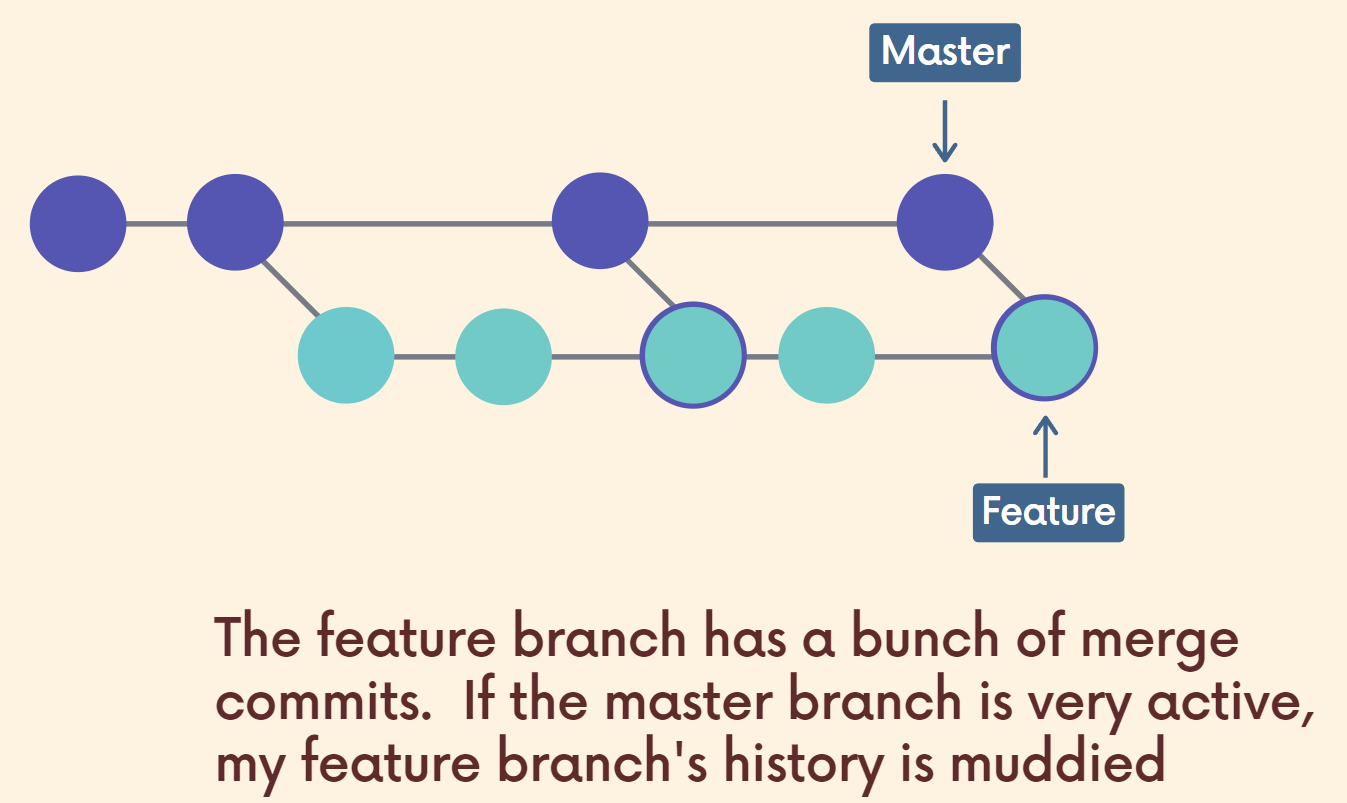 Master
Feature
The feature branch has a bunch of merge
commits.  If the master branch is very active,
my feature branch's history is muddied